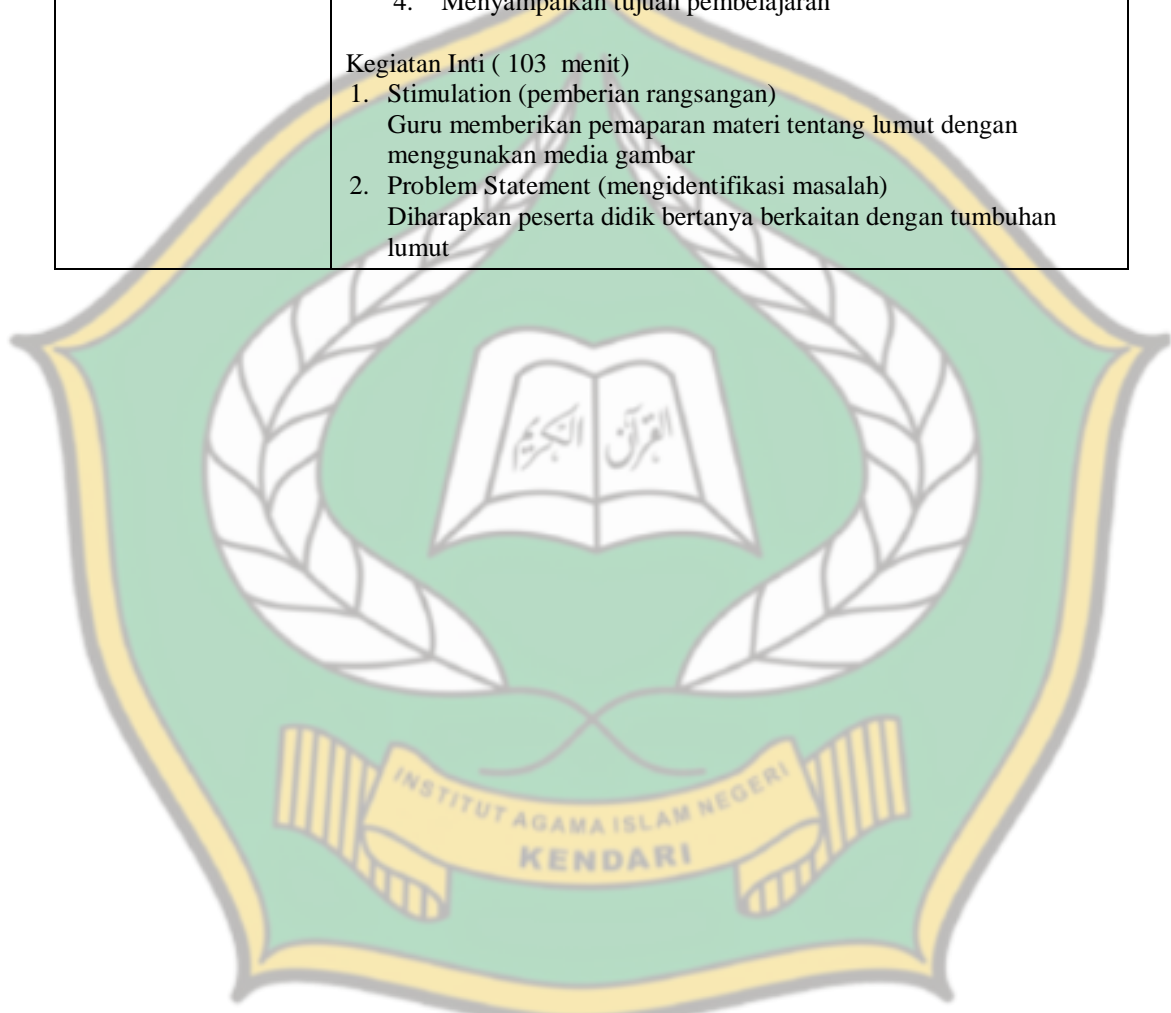 4. Menyampaikan tujuan pembelajaran
Kegiatan Inti ( 103 menit)
1. Stimulation (pemberian rangsangan)
Guru memberikan pemaparan materi tentang lumut dengan
menggunakan media gambar
2. Problem Statement (mengidentifikasi masalah)
Diharapkan peserta didik bertanya berkaitan dengan tumbuhan
lumut
القرآن الكريم
INSTITUT AGAMA ISLAM NEGERI
KENDARI